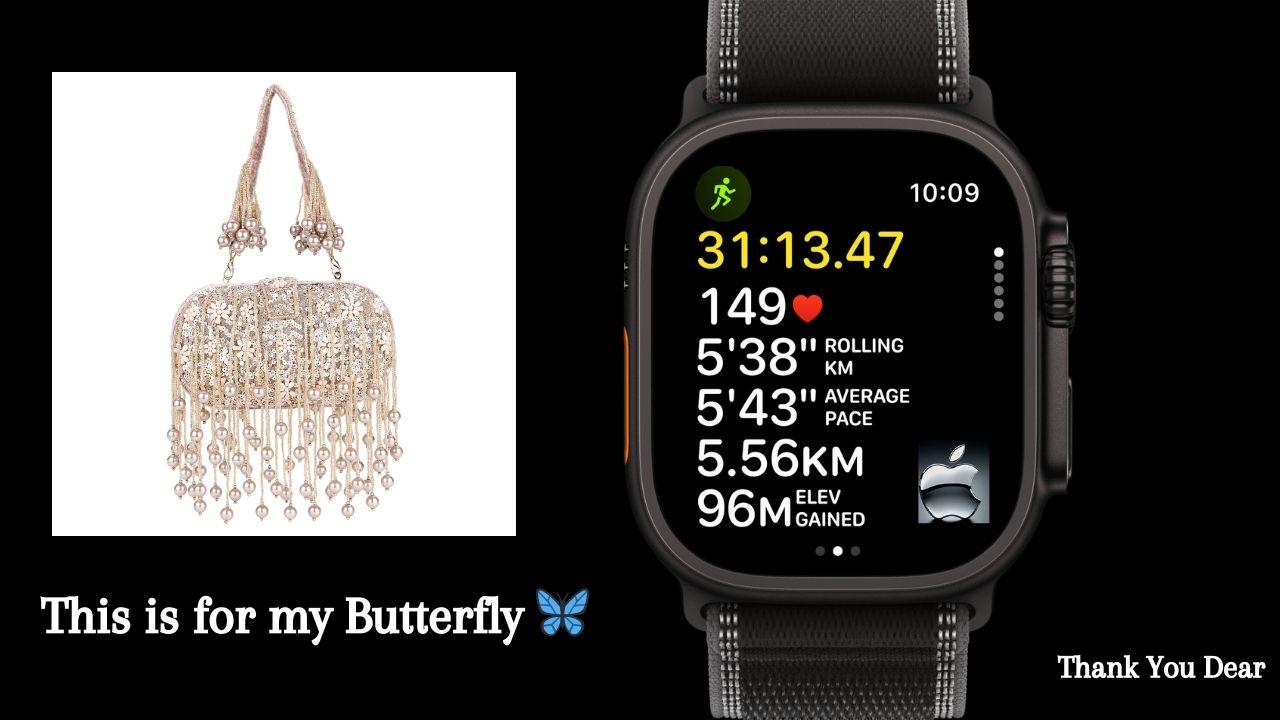 This is for my Butterfly 🦋
10:09
31:13.47
149❤️
5'38" ROLLING KM
5'43" AVERAGE PACE
5.56KM
96M ELEV GAINED
Thank You Dear